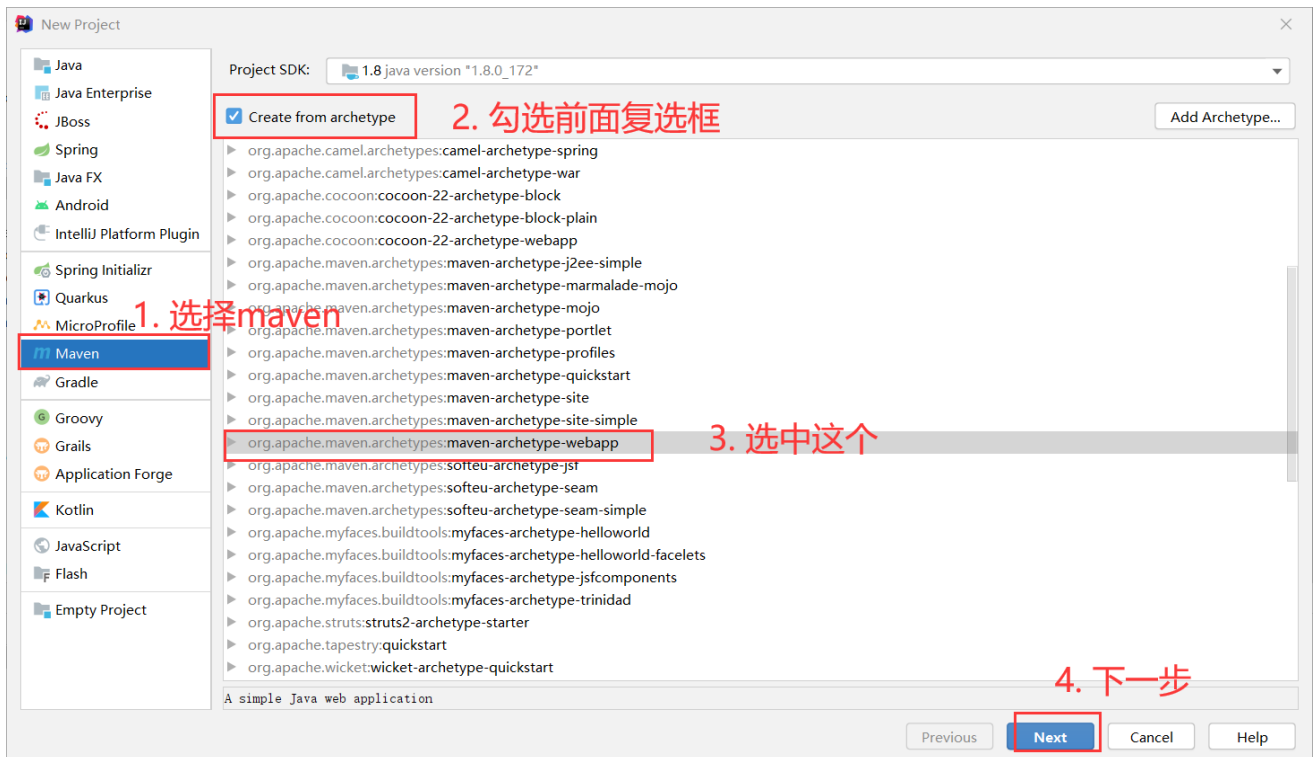 New Project
Java
Java Enterprise
JBoss
Spring
Java FX
Android
IntelliJ Platform Plugin
Spring Initializr
Quarkus
MicroProfile
1. 选择maven
Maven
Gradle
Groovy
Grails
Application Forge
Kotlin
JavaScript
Flash
Empty Project
Project SDK: 1.8 java version "1.8.0_172"
Create from archetype
2. 勾选前面复选框
Add Archetype...
org.apache.camel.archetypes:camel-archetype-spring
org.apache.camel.archetypes:camel-archetype-war
org.apache.cocoon:cocoon-22-archetype-block
org.apache.cocoon:cocoon-22-archetype-block-plain
org.apache.cocoon:cocoon-22-archetype-webapp
org.apache.maven.archetypes:maven-archetype-j2ee-simple
org.apache.maven.archetypes:maven-archetype-marmalade-mojo
org.apache.maven.archetypes:maven-archetype-mojo
org.apache.maven.archetypes:maven-archetype-portlet
org.apache.maven.archetypes:maven-archetype-profiles
org.apache.maven.archetypes:maven-archetype-quickstart
org.apache.maven.archetypes:maven-archetype-site
org.apache.maven.archetypes:maven-archetype-site-simple
org.apache.maven.archetypes:maven-archetype-webapp
3. 选中这个
org.apache.maven.archetypes:softeu-archetype-jsf
org.apache.maven.archetypes:softeu-archetype-seam
org.apache.maven.archetypes:softeu-archetype-seam-simple
org.apache.myfaces.buildtools:myfaces-archetype-helloworld
org.apache.myfaces.buildtools:myfaces-archetype-helloworld-facelets
org.apache.myfaces.buildtools:myfaces-archetype-jsfcomponents
org.apache.myfaces.buildtools:myfaces-archetype-trinidad
org.apache.struts:struts2-archetype-starter
org.apache.tapestry:quickstart
org.apache.wicket:wicket-archetype-quickstart
A simple Java web application
4. 下一步
Previous
Next
Cancel
Help